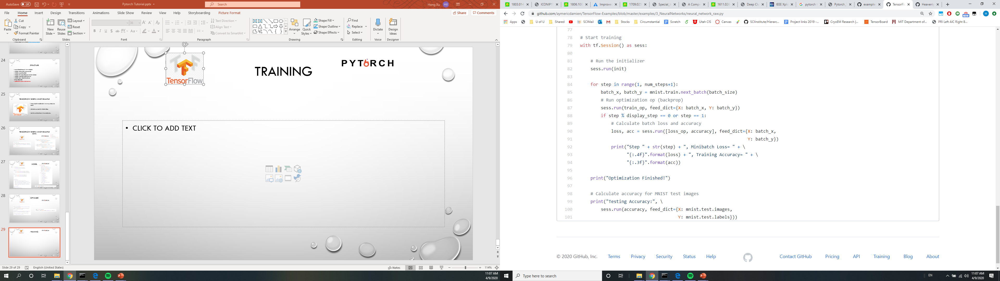 AutoSave Off
Pytorch Tutorial.pptx
Search
Hong Xu HX
File Home Insert Design Transitions Animations Slide Show Review View Help Storyboarding Picture Format
Share Comments
Paste
Cut
Copy
Format Painter
New Slide
Reuse Slides
Layout
Reset
Section
36
Text Direction
Align Text
Convert to SmartArt
Arrange
Quick Styles
Shape Fill
Shape Outline
Shape Effects
Find
Replace
Select
Dictate
Design Ideas
Clipboard Slides Font Paragraph Drawing Editing Voice Designer
24
STRUCTURE
25
TENSORFLOW BRIEFLY: MNIST EXAMPLE
TensorFlow
26
TENSORFLOW BRIEFLY: MNIST EXAMPLE
DATA
PYTORCH
27
MODEL
PYTORCH
28
OPTIMIZER
PYTORCH
29
TRAINING
PYTORCH
TensorFlow
TRAINING
PYTORCH
• CLICK TO ADD TEXT
Slide 29 of 29 English (United States)
Notes
114%
11:07 AM
4/9/2020
1803.014 ICONIP1 1806.100 Improve 1709.025 Special_I A Comp 1611.026 Deep Cl IEEE Xplo pytorch Pytorch_ example TensorFl Heavenly
github.com/aymericdamien/TensorFlow-Examples/blob/master/examples/3_NeuralNetworks/neural_network_raw.py
NEW
H
Apps U of U Shared SCIMail Stocks Circumstantial Scratch Utah CIS Canvas SCIInstitute/Hierarc... Project links 2019 -... CryoEM Research |... TensorBoard MIT Department of... PRI Left AIC Right B...
77
78 # Start training
79 with tf.Session() as sess:
80
81 # Run the initializer
82 sess.run(init)
83
84 for step in range(1, num_steps+1):
85 batch_x, batch_y = mnist.train.next_batch(batch_size)
86 # Run optimization op (backprop)
87 sess.run(train_op, feed_dict={X: batch_x, Y: batch_y})
88 if step % display_step == 0 or step == 1:
89 # Calculate batch loss and accuracy
90 loss, acc = sess.run([loss_op, accuracy], feed_dict={X: batch_x,
91 Y: batch_y})
92 print("Step " + str(step) + ", Minibatch Loss= " + \
93 "{:.4f}".format(loss) + ", Training Accuracy= " + \
94 "{:.3f}".format(acc))
95
96 print("Optimization Finished!")
97
98 # Calculate accuracy for MNIST test images
99 print("Testing Accuracy:", \
100 sess.run(accuracy, feed_dict={X: mnist.test.images,
101 Y: mnist.test.labels}))
© 2020 GitHub, Inc. Terms Privacy Security Status Help Contact GitHub Pricing API Training Blog About
Type here to search
EN
11:07 AM
4/9/2020